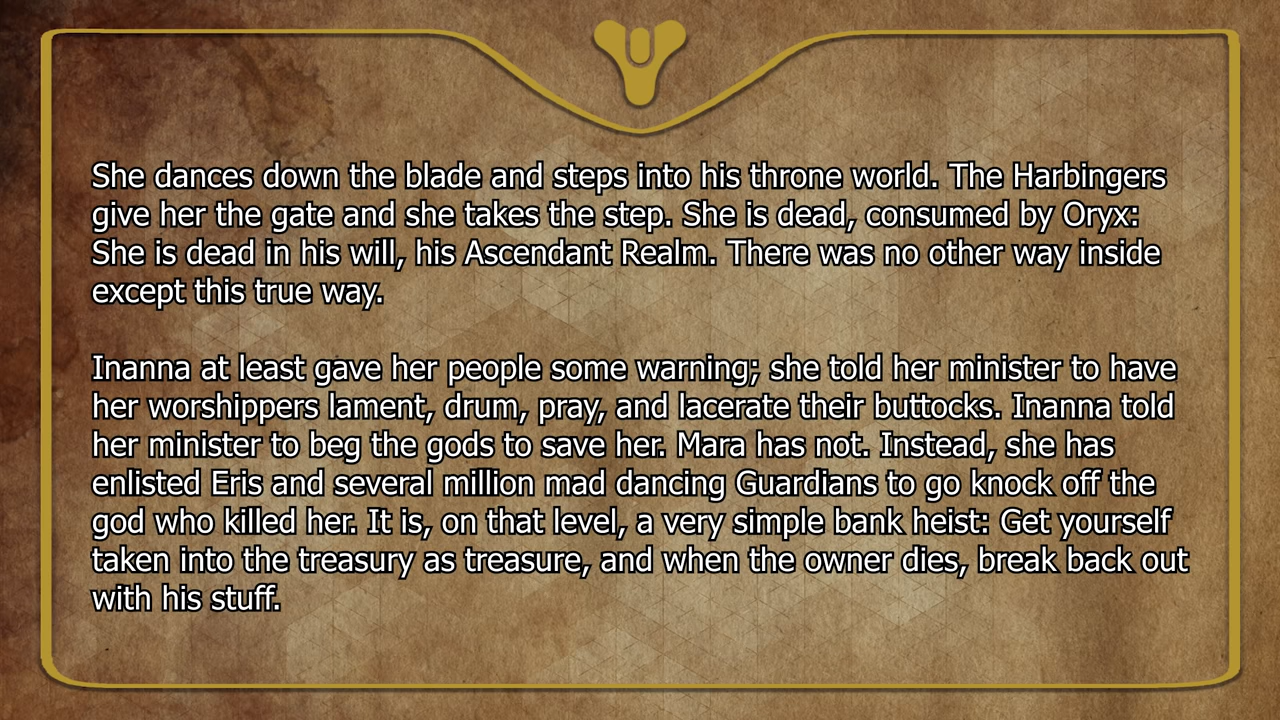 She dances down the blade and steps into his throne world. The Harbingers
give her the gate and she takes the step. She is dead, consumed by Oryx:
She is dead in his will, his Ascendant Realm. There was no other way inside
except this true way.
Inanna at least gave her people some warning; she told her minister to have
her worshippers lament, drum, pray, and lacerate their buttocks. Inanna told
her minister to beg the gods to save her. Mara has not. Instead, she has
enlisted Eris and several million mad dancing Guardians to go knock off the
god who killed her. It is, on that level, a very simple bank heist: Get yourself
taken into the treasury as treasure, and when the owner dies, break back out
with his stuff.